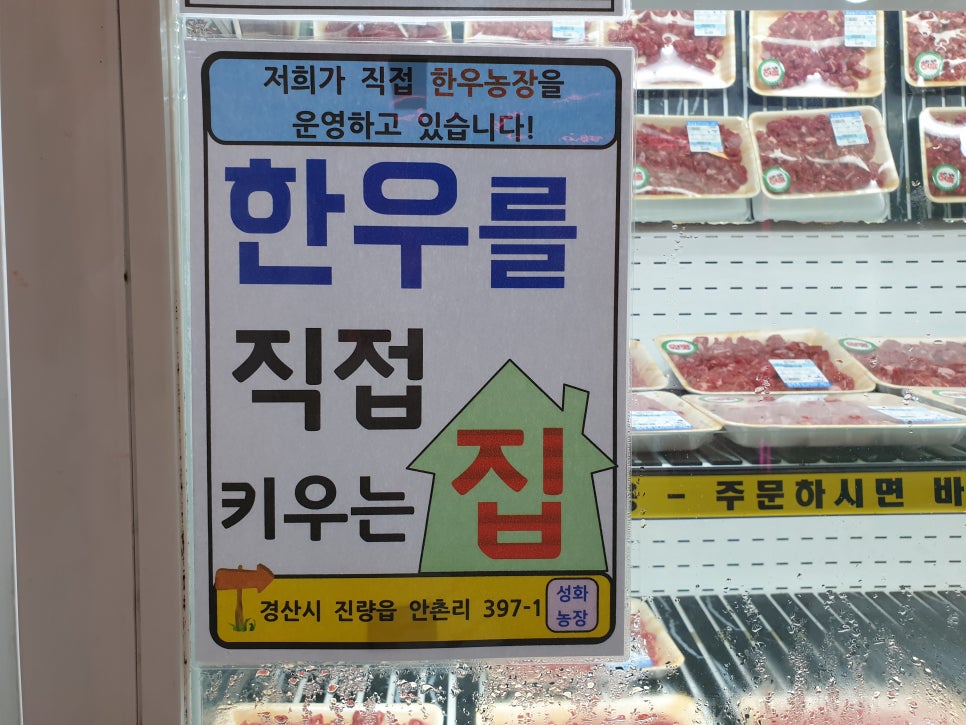 저희가 직접 한우농장을
운영하고 있습니다!
한우를
직접
키우는
집
경산시 진량읍 안촌리 397-1
성화
농장
- 주문하시면 바